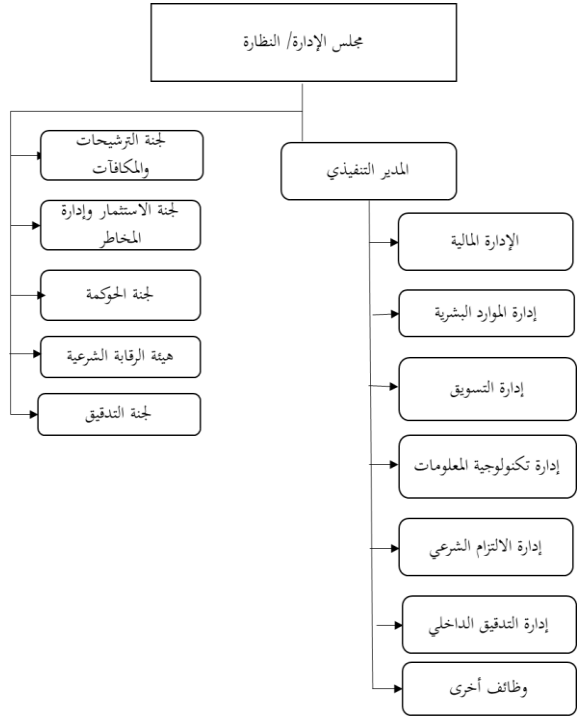 مجلس الإدارة/ النظارة
المدير التنفيذي
الإدارة المالية
إدارة الموارد البشرية
إدارة التسويق
إدارة تكنولوجية المعلومات
إدارة الالتزام الشرعي
إدارة التدقيق الداخلي
وظائف أخرى
لجنة الترشيحات
والمكافآت
لجنة الاستثمار وإدارة
المخاطر
لجنة الحوكمة
هيئة الرقابة الشرعية
لجنة التدقيق